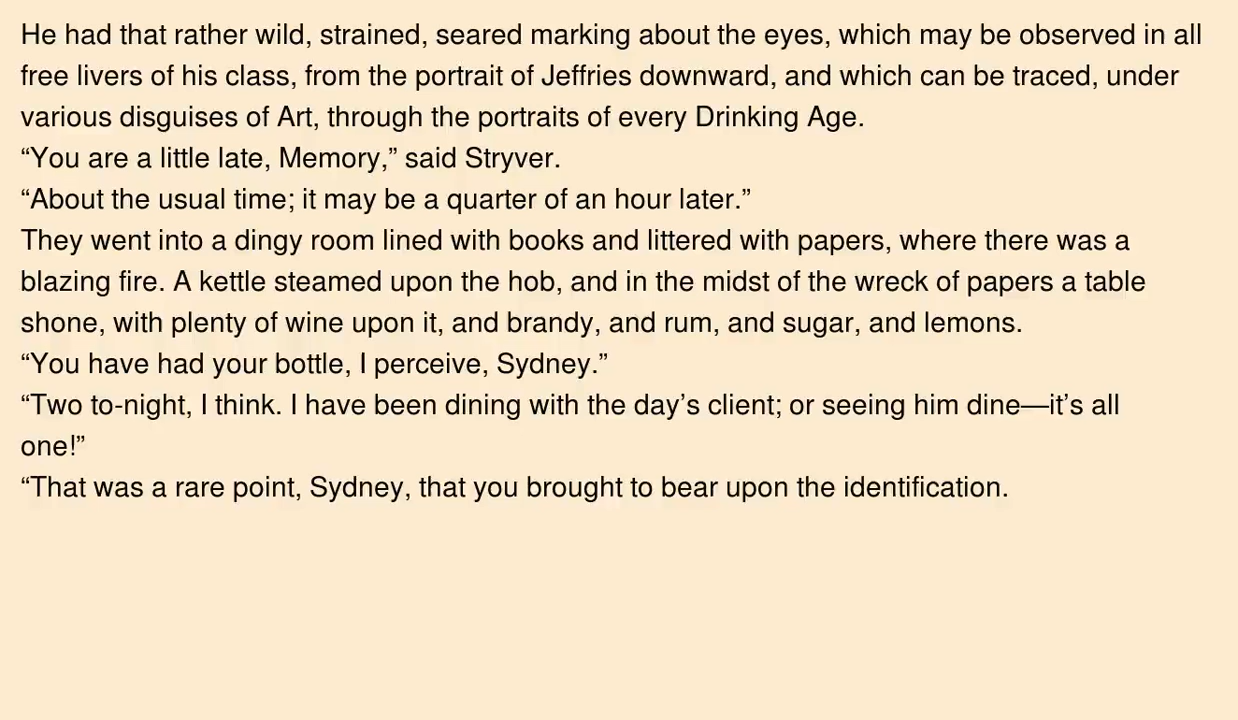 He had that rather wild, strained, seared marking about the eyes, which may be observed in all
free livers of his class, from the portrait of Jeffries downward, and which can be traced, under
various disguises of Art, through the portraits of every Drinking Age.
“You are a little late, Memory,” said Stryver.
“About the usual time; it may be a quarter of an hour later.”
They went into a dingy room lined with books and littered with papers, where there was a
blazing fire. A kettle steamed upon the hob, and in the midst of the wreck of papers a table
shone, with plenty of wine upon it, and brandy, and rum, and sugar, and lemons.
“You have had your bottle, I perceive, Sydney.”
“Two to-night, I think. I have been dining with the day’s client; or seeing him dine—it’s all
one!”
“That was a rare point, Sydney, that you brought to bear upon the identification.